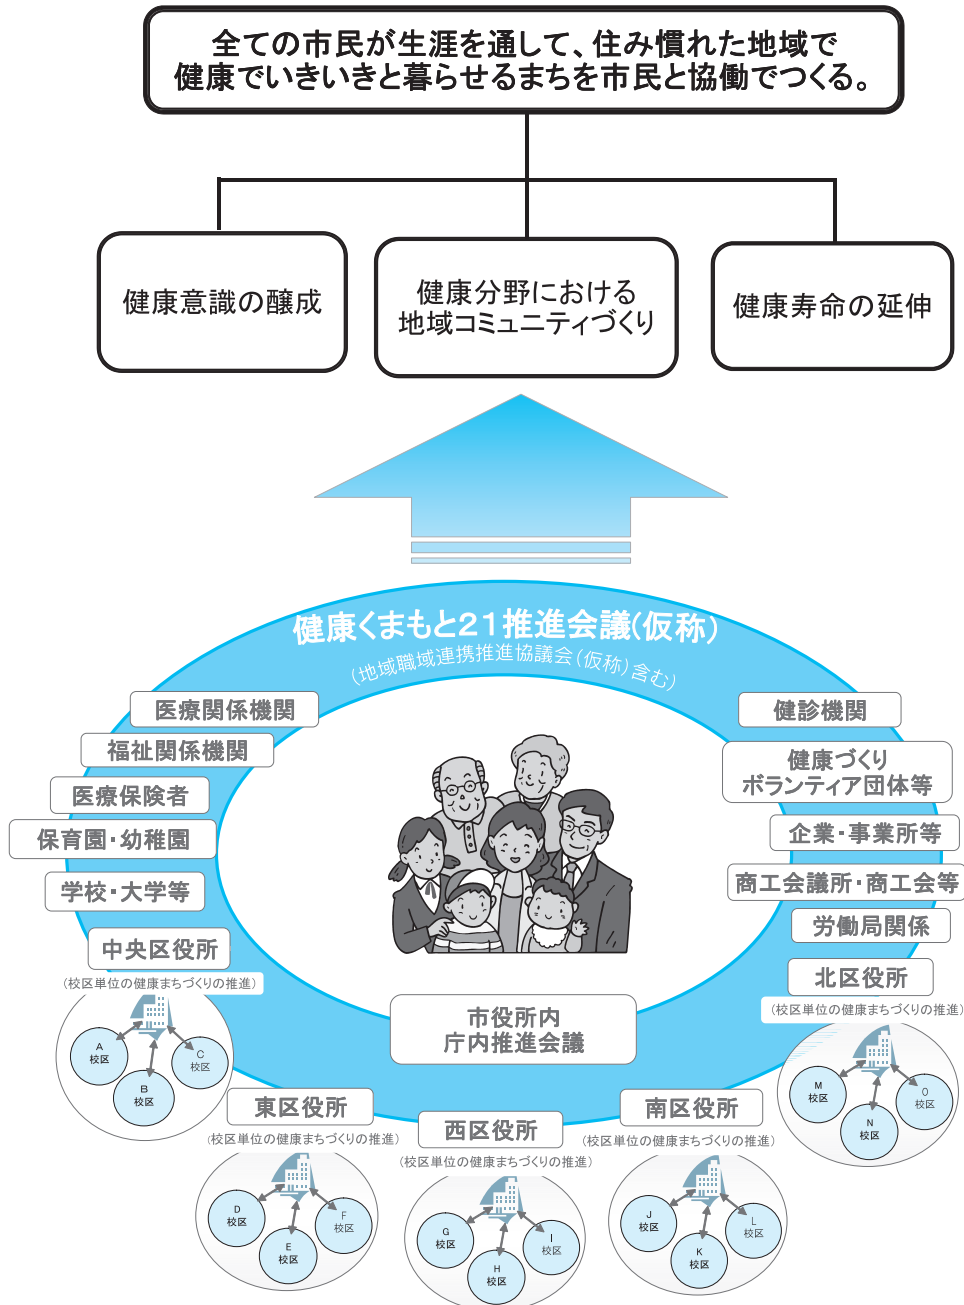 全ての市民が生涯を通して、住み慣れた地域で
健康でいきいきと暮らせるまちを市民と協働でつくる。
健康意識の醸成
健康分野における
地域コミュニティづくり
健康寿命の延伸
健康くまもと21推進会議(仮称)
(地域職域連携推進協議会(仮称)含む)
医療関係機関
福祉関係機関
医療保険者
保育園・幼稚園
学校・大学等
健診機関
健康づくり
ボランティア団体等
企業・事業所等
商工会議所・商工会等
労働局関係
市役所内
庁内推進会議
中央区役所
(校区単位の健康まちづくりの推進)
A
校区
B
校区
C
校区
東区役所
(校区単位の健康まちづくりの推進)
D
校区
E
校区
F
校区
西区役所
(校区単位の健康まちづくりの推進)
G
校区
H
校区
I
校区
南区役所
(校区単位の健康まちづくりの推進)
J
校区
K
校区
L
校区
北区役所
(校区単位の健康まちづくりの推進)
M
校区
N
校区
O
校区